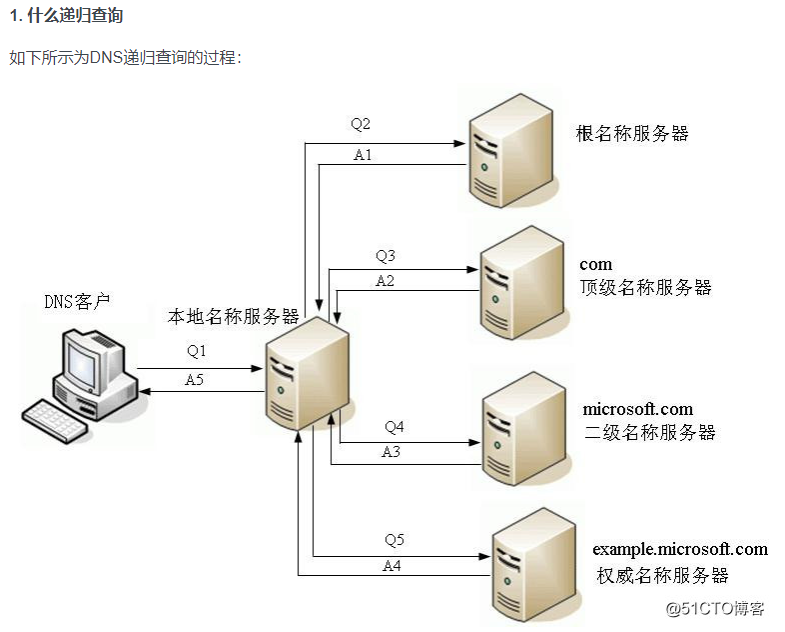 1. 什么递归查询
如下所示为DNS递归查询的过程：
Q2
A1
根名称服务器
Q3
A2
com
顶级名称服务器
DNS客户
本地名称服务器
Q1
A5
Q4
A3
microsoft.com
二级名称服务器
Q5
A4
example.microsoft.com
权威名称服务器
@51CTO博客